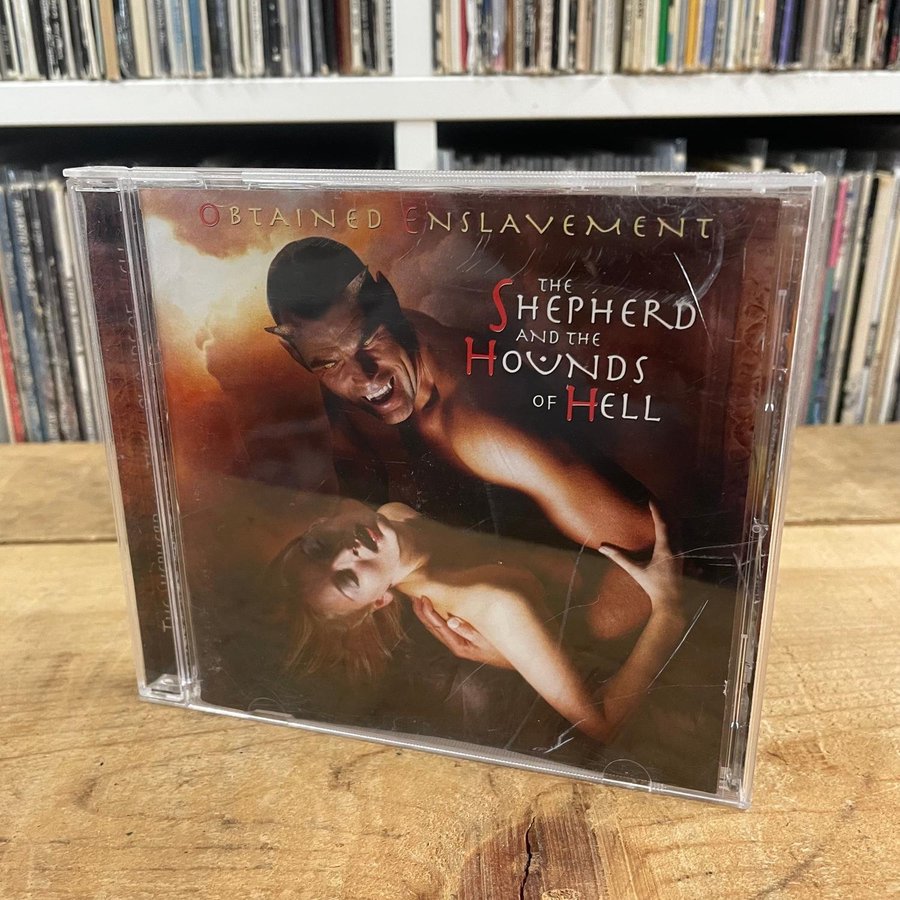 OBTAINED ENSLAVEMENT
THE
SHEPHERD
AND THE
HOUNDS
OF HELL